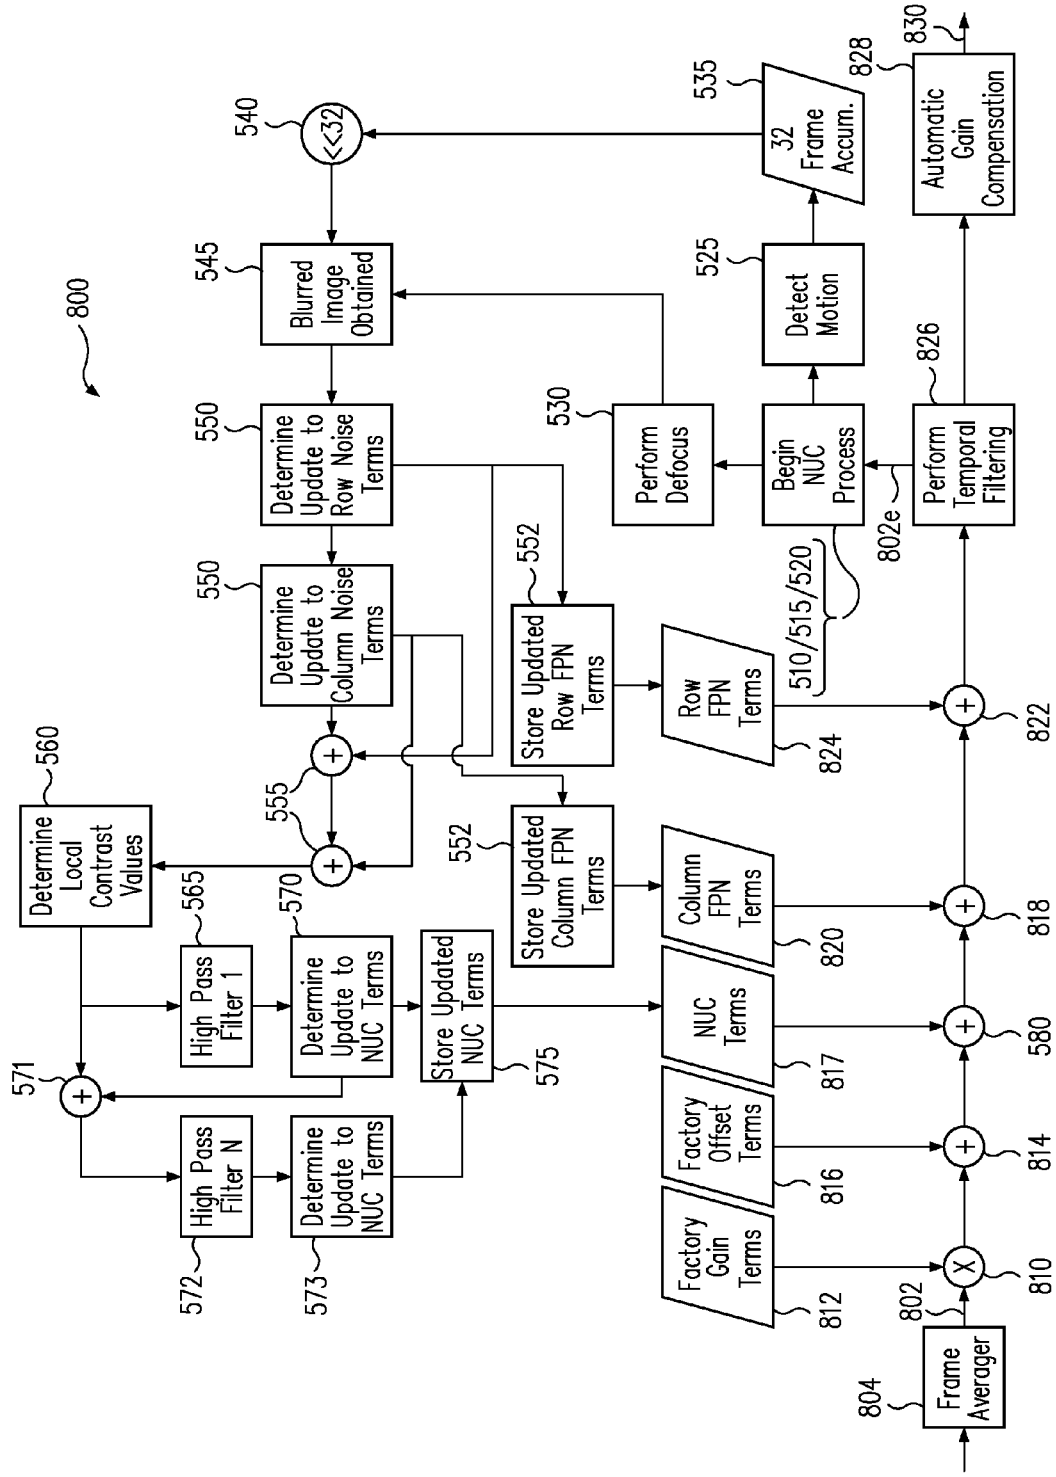 800
560
Determine
Local
Contrast
Values
571
565
High Pass
Filter 1
572
High Pass
Filter N
570
Determine
Update to
NUC Terms
573
Determine
Update to
NUC Terms
Store Updated
NUC Terms
575
555
550
Determine
Update to
Column Noise
Terms
550
Determine
Update to
Row Noise
Terms
545
Blurred
Image
Obtained
540
<<32
552
Store Updated
Column FPN
Terms
552
Store Updated
Row FPN
Terms
530
Perform
Defocus
Factory
Gain
Terms
812
Factory
Offset
Terms
816
NUC
Terms
817
Column
FPN
Terms
820
Row
FPN
Terms
824
510/515/520
Begin
NUC
Process
525
Detect
Motion
535
32
Frame
Accum.
804
Frame
Averager
802
X
810
+
814
+
580
+
818
+
822
802e
826
Perform
Temporal
Filtering
828
Automatic
Gain
Compensation
830
+
+
+